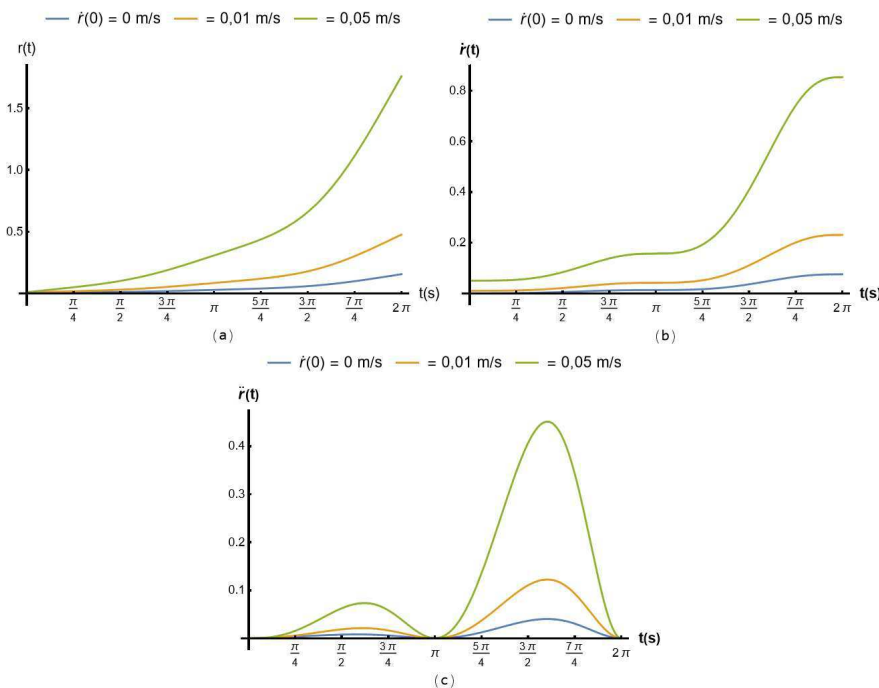 ṙ(0) = 0 m/s = 0,01 m/s = 0,05 m/s
r(t)
1.5
1.0
0.5
π/4 π/2 3π/4 π 5π/4 3π/2 7π/4 2π t(s)
(a)
ṙ(0) = 0 m/s = 0,01 m/s = 0,05 m/s
ṙ(t)
0.8
0.6
0.4
0.2
π/4 π/2 3π/4 π 5π/4 3π/2 7π/4 2π t(s)
(b)
ṙ(0) = 0 m/s = 0,01 m/s = 0,05 m/s
r̈(t)
0.4
0.3
0.2
0.1
π/4 π/2 3π/4 π 5π/4 3π/2 7π/4 2π t(s)
(c)